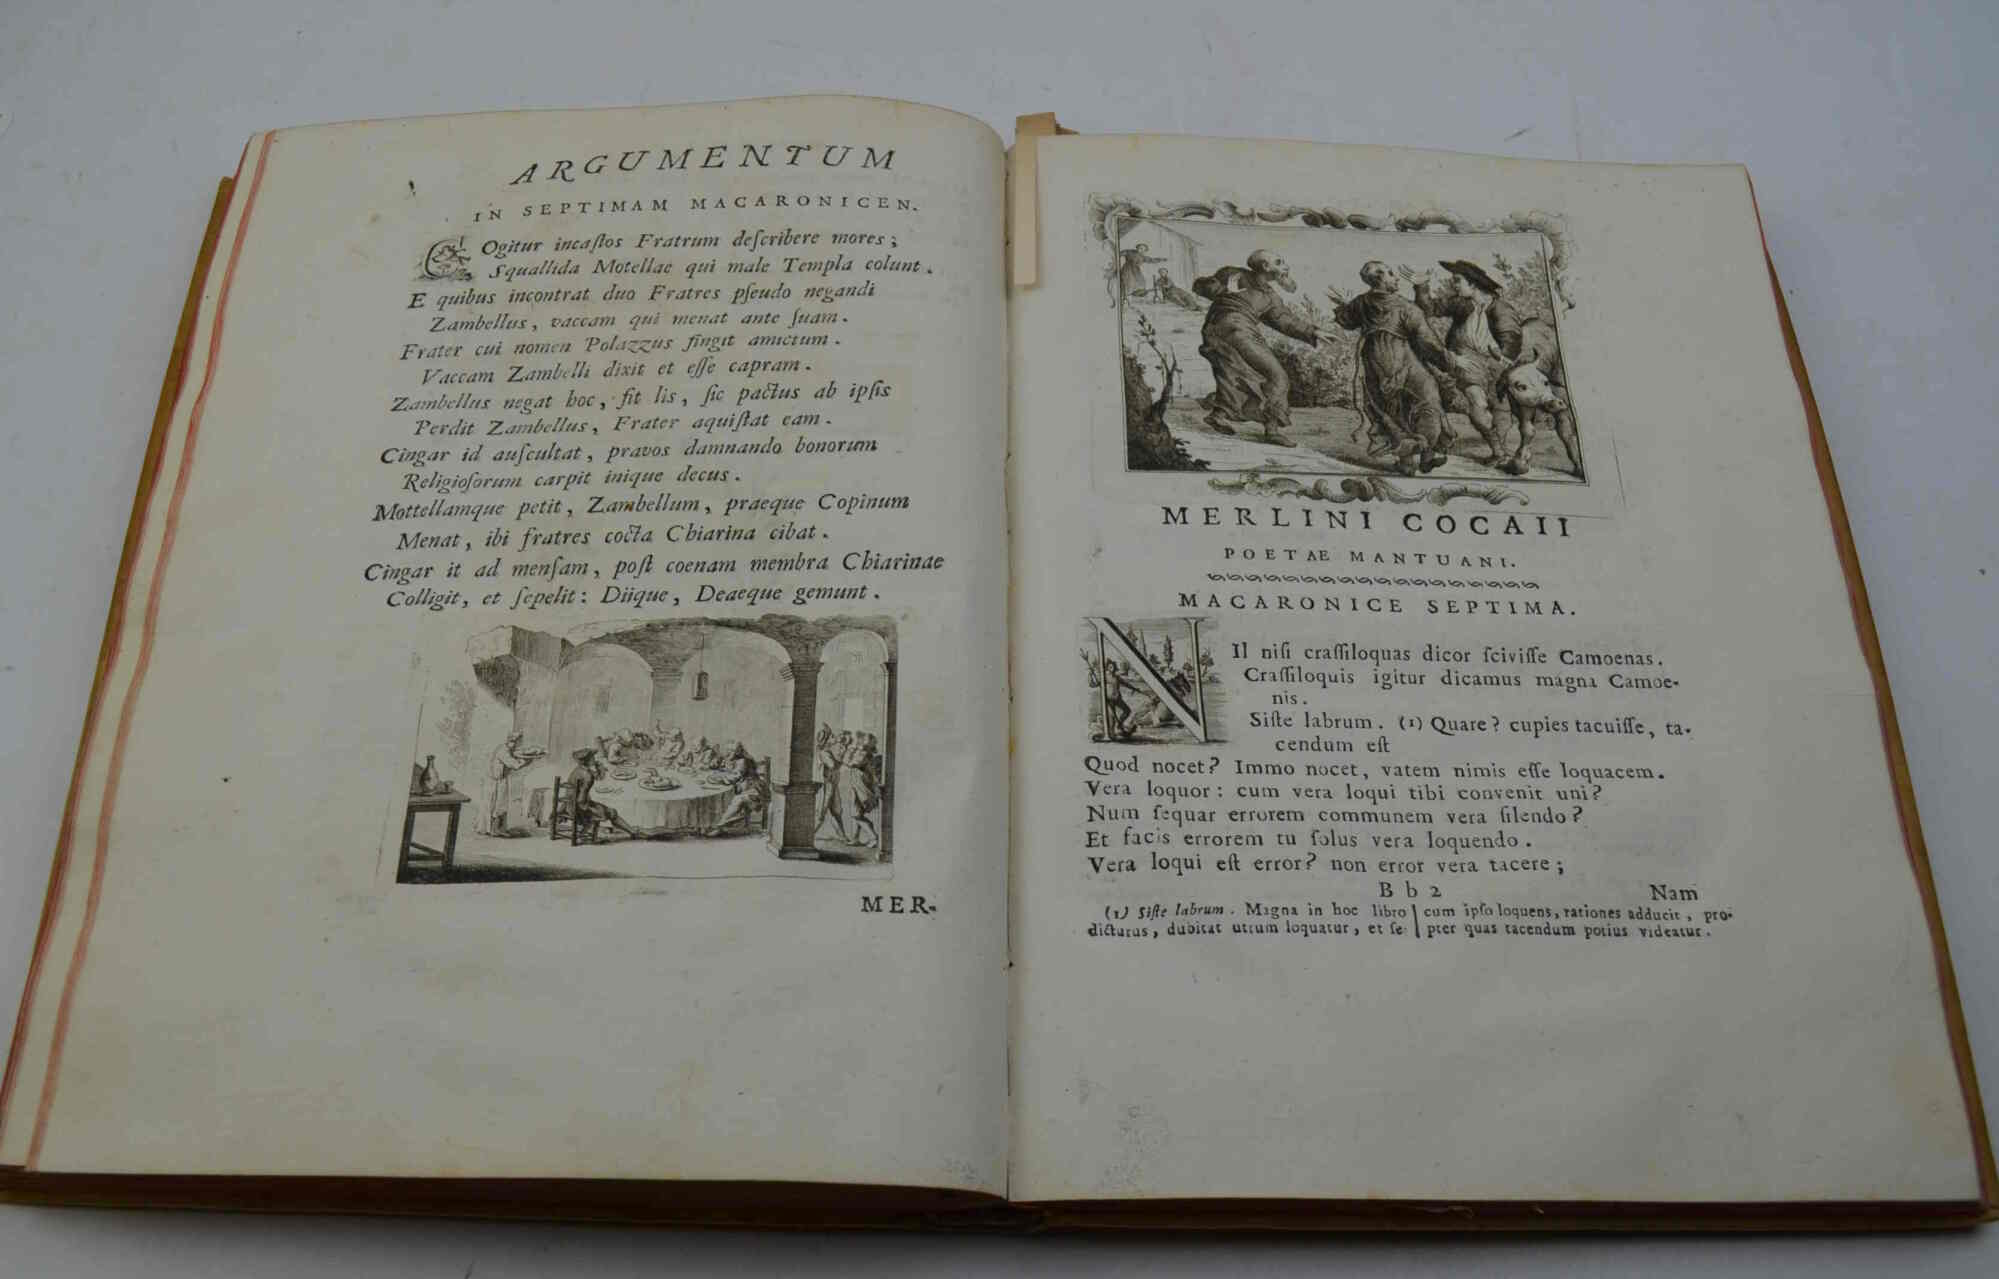 ARGUMENTUM
IN SEPTIMAM MACARONICEN.
COgitur incaſtos Fratrum deſcribere mores;
Squallida Motellae qui male Templa colunt.
E quibus incontrat duo Fratres pſeudo negandi
Zambellus, vaccam qui menat ante ſuam.
Frater cui nomen Polazzus fingit amictum.
Vaccam Zambelli dixit et eſſe capram.
Zambellus negat hoc, fit lis, ſic pactus ab ipſis
Perdit Zambellus, Frater aquiſtat eam.
Cingar id auſcultat, pravos damnando bonorum
Religioſorum carpit inique decus.
Mottellamque petit, Zambellum, praeque Copinum
Menat, ibi fratres cocta Chiarina cibat.
Cingar it ad menſam, poſt coenam membra Chiarinae
Colligit, et ſepelit: Diique, Deaeque gemunt.
MER-
MERLINI COCAII
POETAE MANTUANI.
MACARONICE SEPTIMA.
NIl niſi craſſiloquas dicor ſciviſſe Camoenas.
Craſſiloquis igitur dicamus magna Camoe-
nis.
Siſte labrum. (1) Quare? cupies tacuiſſe, ta-
cendum eſt
Quod nocet? Immo nocet, vatem nimis eſſe loquacem.
Vera loquor: cum vera loqui tibi convenit uni?
Num ſequar errorem communem vera ſilendo?
Et facis errorem tu ſolus vera loquendo.
Vera loqui eſt error? non error vera tacere;
B b 2 Nam
(1) Siſte labrum. Magna in hoc libro
dicturus, dubitat utrum loquatur, et ſe-
cum ipſo loquens, rationes adducit, pro-
pter quas tacendum potius videatur.